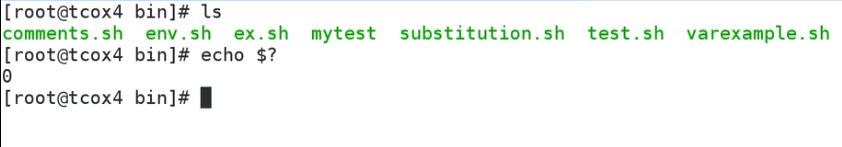 [root@tcox4 bin]# ls
comments.sh  env.sh  ex.sh  mytest  substitution.sh  test.sh  varexample.sh
[root@tcox4 bin]# echo $?
0
[root@tcox4 bin]#